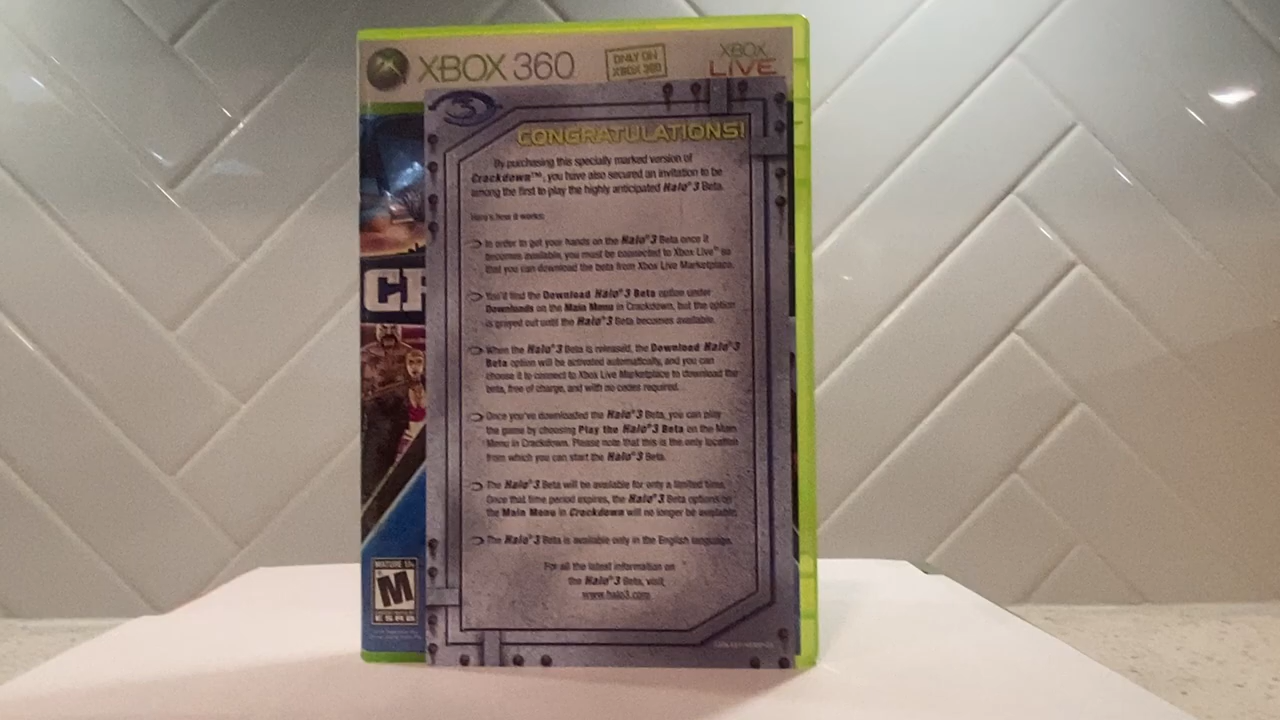 XBOX 360
ONLY ON
XBOX 360
XBOX
LIVE
3
CONGRATULATIONS!
By purchasing this specially marked version of
Crackdown™, you have also secured an invitation to be
among the first to play the highly anticipated Halo® 3 Beta.
Here's how it works:
In order to get your hands on the Halo® 3 Beta once it
becomes available, you must be connected to Xbox Live™ so
that you can download the beta from Xbox Live Marketplace.
You'll find the Download Halo® 3 Beta option under
Downloads on the Main Menu in Crackdown, but the option
is grayed out until the Halo® 3 Beta becomes available.
When the Halo® 3 Beta is released, the Download Halo® 3
Beta option will be activated automatically, and you can
choose it to connect to Xbox Live Marketplace to download the
beta, free of charge, and with no codes required.
Once you've downloaded the Halo® 3 Beta, you can play
the game by choosing Play the Halo® 3 Beta on the Main
Menu in Crackdown. Please note that this is the only location
from which you can start the Halo® 3 Beta.
The Halo® 3 Beta will be available for only a limited time.
Once that time period expires, the Halo® 3 Beta options on
the Main Menu in Crackdown will no longer be available.
The Halo® 3 Beta is available only in the English language.
For all the latest information on
the Halo® 3 Beta, visit,
www.halo3.com
CR
MATURE 17+
M
ESRB